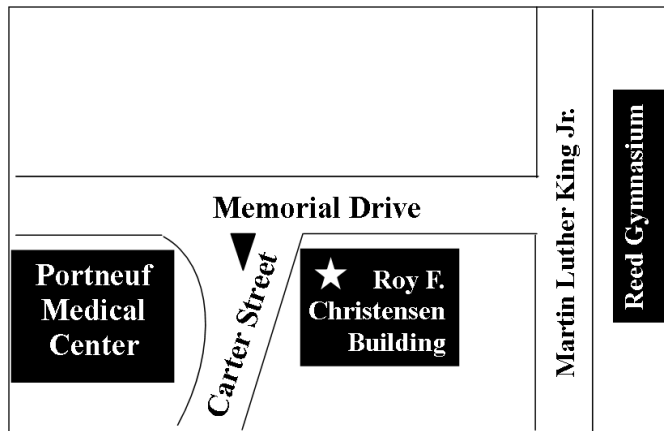 Memorial Drive
Portneuf
Medical
Center
Carter Street
Roy F.
Christensen
Building
Martin Luther King Jr.
Reed Gymnasium